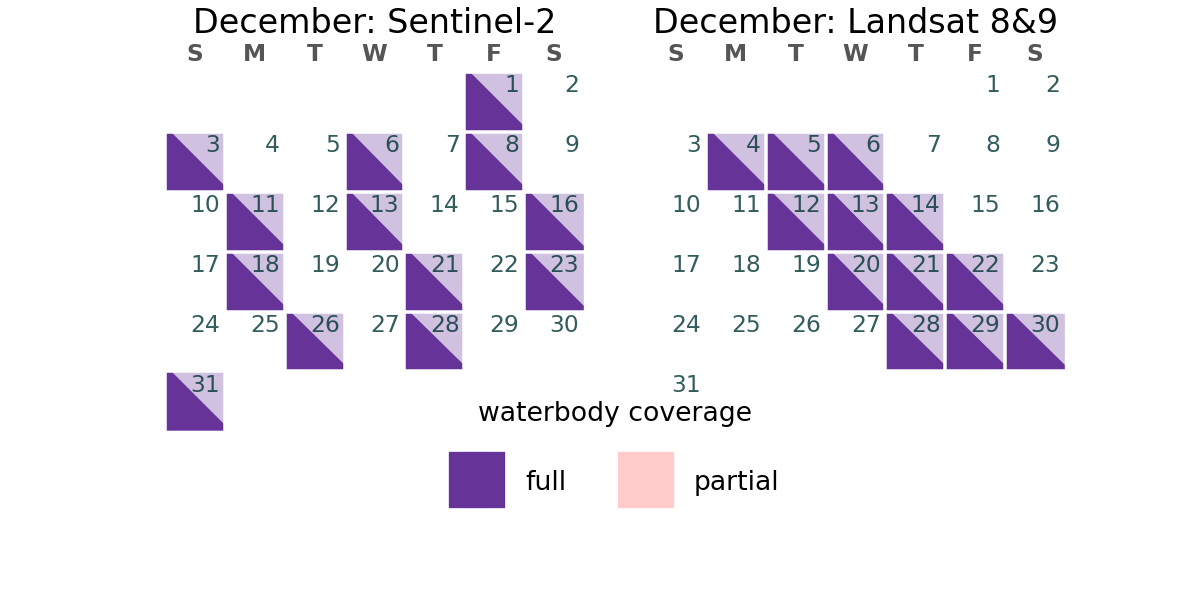 December: Sentinel-2
S M T W T F S
1 2
3 4 5 6 7 8 9
10 11 12 13 14 15 16
17 18 19 20 21 22 23
24 25 26 27 28 29 30
31
December: Landsat 8&9
S M T W T F S
1 2
3 4 5 6 7 8 9
10 11 12 13 14 15 16
17 18 19 20 21 22 23
24 25 26 27 28 29 30
31
waterbody coverage
full partial